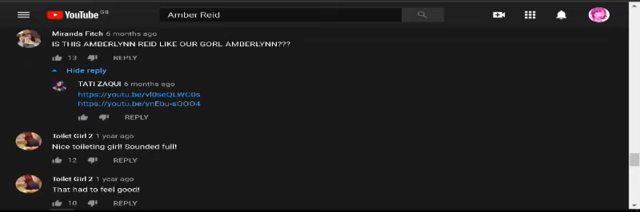 YouTube GB
Amber Reid
Miranda Fitch 6 months ago
IS THIS AMBERLYNN REID LIKE OUR GORL AMBERLYNN???
13 REPLY
Hide reply
TATI ZAQUI 6 months ago
REPLY
Toilet Girl 2 1 year ago
Nice toileting girl! Sounded full!
12 REPLY
Toilet Girl 2 1 year ago
That had to feel good!
10 REPLY